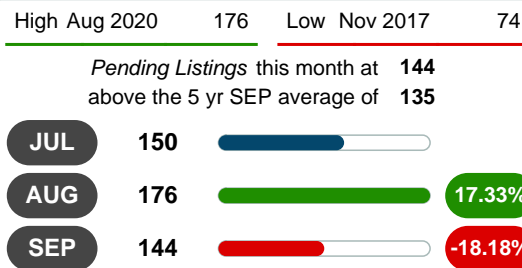 High Aug 2020 176 Low Nov 2017 74
Pending Listings this month at 144
above the 5 yr SEP average of 135
JUL 150
AUG 176 17.33%
SEP 144 -18.18%